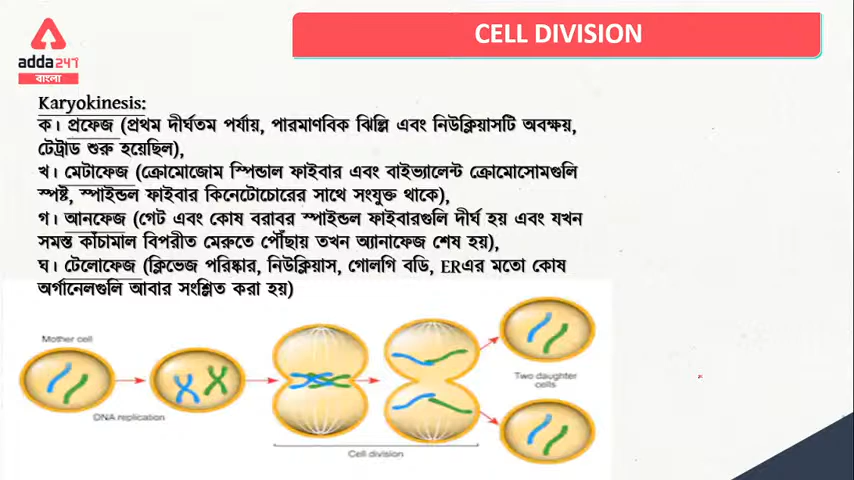 CELL DIVISION
adda247
বাংলা
Karyokinesis:
ক। প্রফেজ (প্রথম দীর্ঘতম পর্যায়, পারমাণবিক ঝিল্লি এবং নিউক্লিয়াসটি অবক্ষয়,
টেট্রাড শুরু হয়েছিল),
খ। মেটাফেজ (ক্রোমোজোম স্পিন্ডাল ফাইবার এবং বাইভ্যালেন্ট ক্রোমোসোমগুলি
স্পষ্ট, স্পাইন্ডল ফাইবার কিনেটোচোরের সাথে সংযুক্ত থাকে),
গ। আনফেজ (গেট এবং কোষ বরাবর স্পাইন্ডল ফাইবারগুলি দীর্ঘ হয় এবং যখন
সমস্ত কাঁচামাল বিপরীত মেরুতে পৌঁছায় তখন অ্যানাফেজ শেষ হয়),
ঘ। টেলোফেজ (ক্লিভেজ পরিষ্কার, নিউক্লিয়াস, গোলগি বডি, ERএর মতো কোষ
অর্গানেলগুলি আবার সংশ্লিত করা হয়)
Mother cell
DNA replication
Cell division
Two daughter
cells